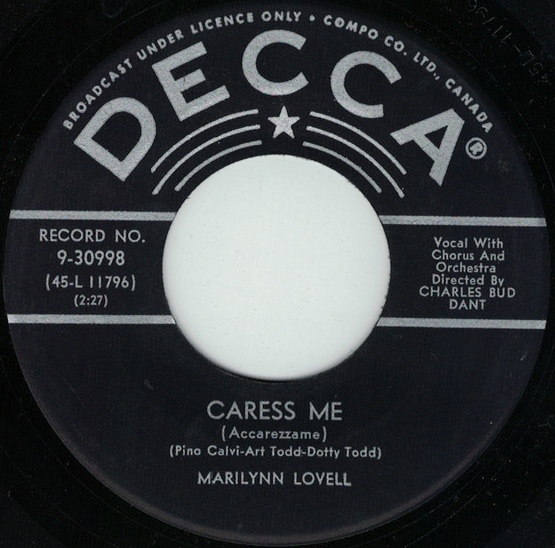 BROADCAST UNDER LICENCE ONLY • COMPO CO. LTD., CANADA
DECCA®
RECORD NO.
9-30998
(45-L 11796)
(2:27)
Vocal With
Chorus And
Orchestra
Directed By
CHARLES BUD
DANT
CARESS ME
(Accarezzame)
(Pino Calvi-Art Todd-Dotty Todd)
MARILYNN LOVELL